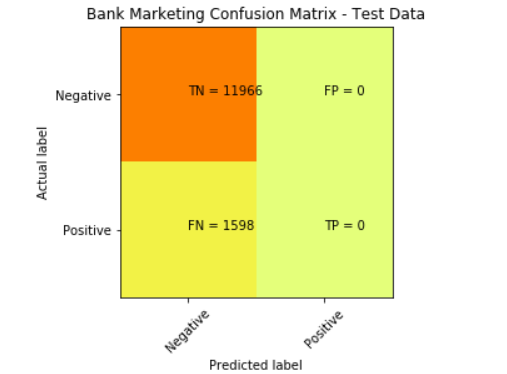 Bank Marketing Confusion Matrix - Test Data
Actual label
Negative
TN = 11966
FP = 0
Positive
FN = 1598
TP = 0
Negative
Positive
Predicted label